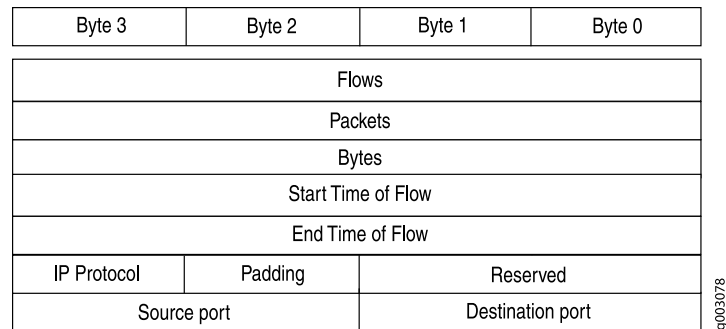 Byte 3 Byte 2 Byte 1 Byte 0
Flows
Packets
Bytes
Start Time of Flow
End Time of Flow
IP Protocol Padding Reserved
Source port Destination port
g003078